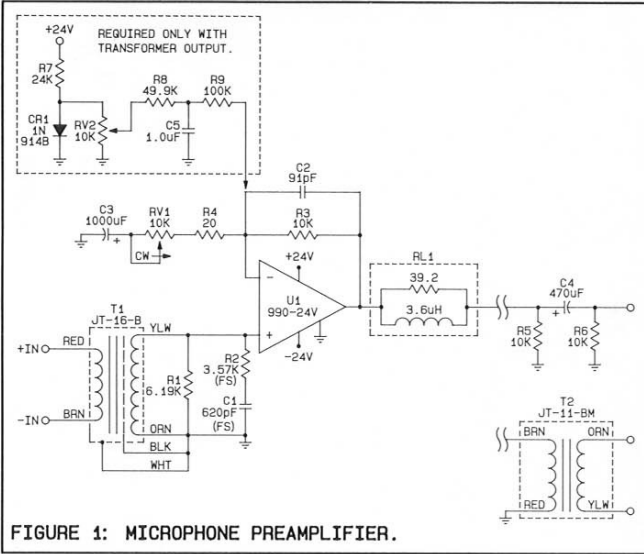 +24V
REQUIRED ONLY WITH
TRANSFORMER OUTPUT.
R7
24K
R8
49.9K
R9
100K
CR1
1N
914B
RV2
10K
C5
1.0uF
C2
91pF
C3
1000uF
+
RV1
10K
R4
20
R3
10K
CW
+24V
RL1
39.2
3.6uH
-
U1
990-24V
+
-24V
C4
470uF
+
R5
10K
R6
10K
T1
JT-16-B
+IN
RED
YLW
R1
6.19K
R2
3.57K
(FS)
C1
620pF
(FS)
-IN
BRN
ORN
BLK
WHT
T2
JT-11-BM
BRN
ORN
RED
YLW
FIGURE 1: MICROPHONE PREAMPLIFIER.